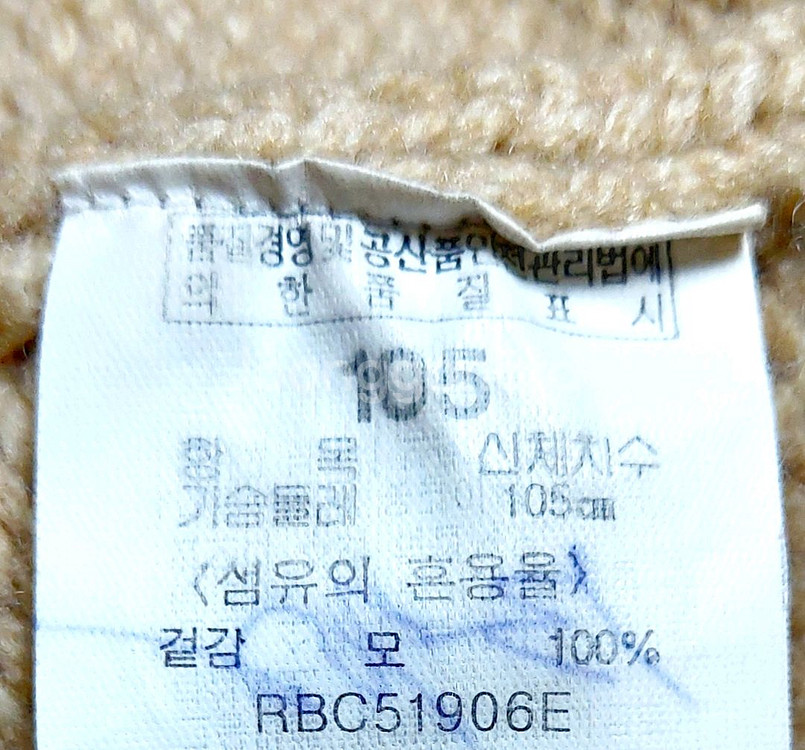 품질경영 및 공산품안전관리법에
의 한 품 질 표 시
105
항 목 신체치수
가슴둘레 105㎝
〈섬유의 혼용율〉
겉감 모 100%
RBC51906E